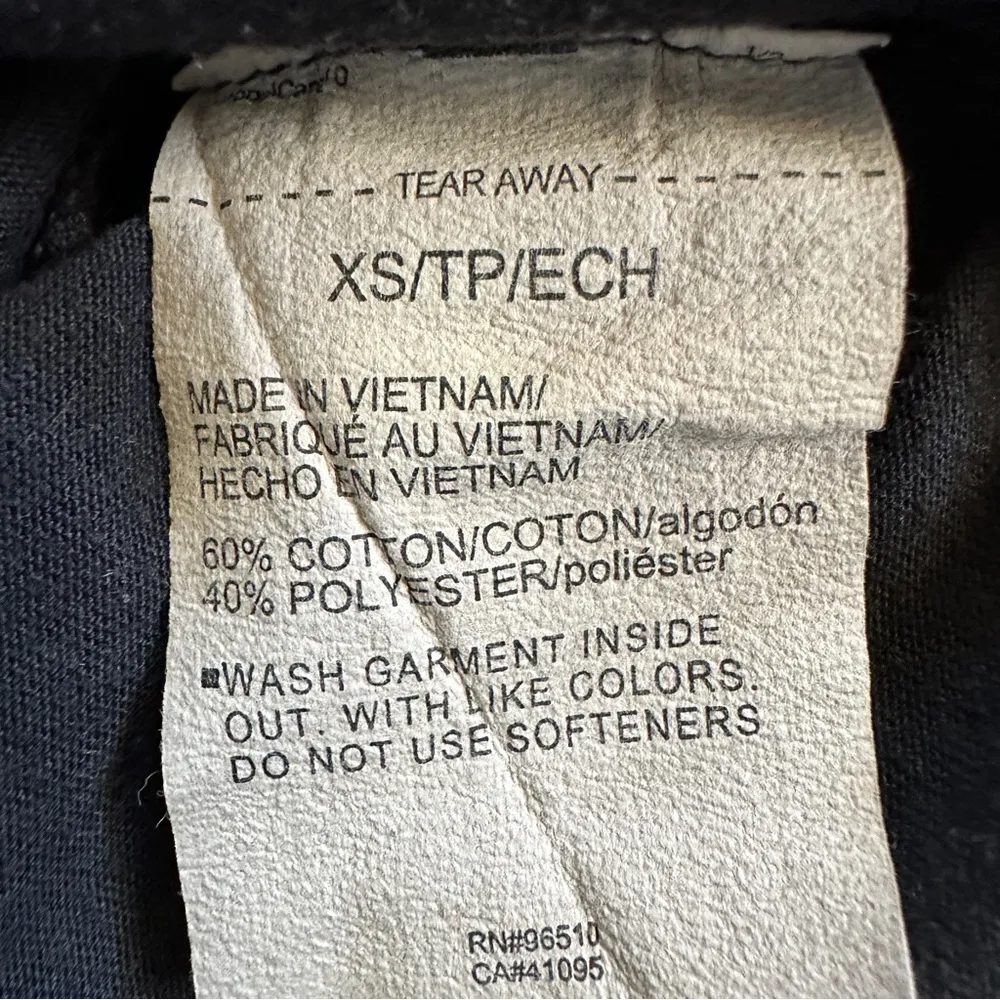 TEAR AWAY
XS/TP/ECH
MADE IN VIETNAM/
FABRIQUÉ AU VIETNAM/
HECHO EN VIETNAM
60% COTTON/COTON/algodón
40% POLYESTER/poliéster
WASH GARMENT INSIDE
OUT. WITH LIKE COLORS.
DO NOT USE SOFTENERS
RN#96510
CA#41095